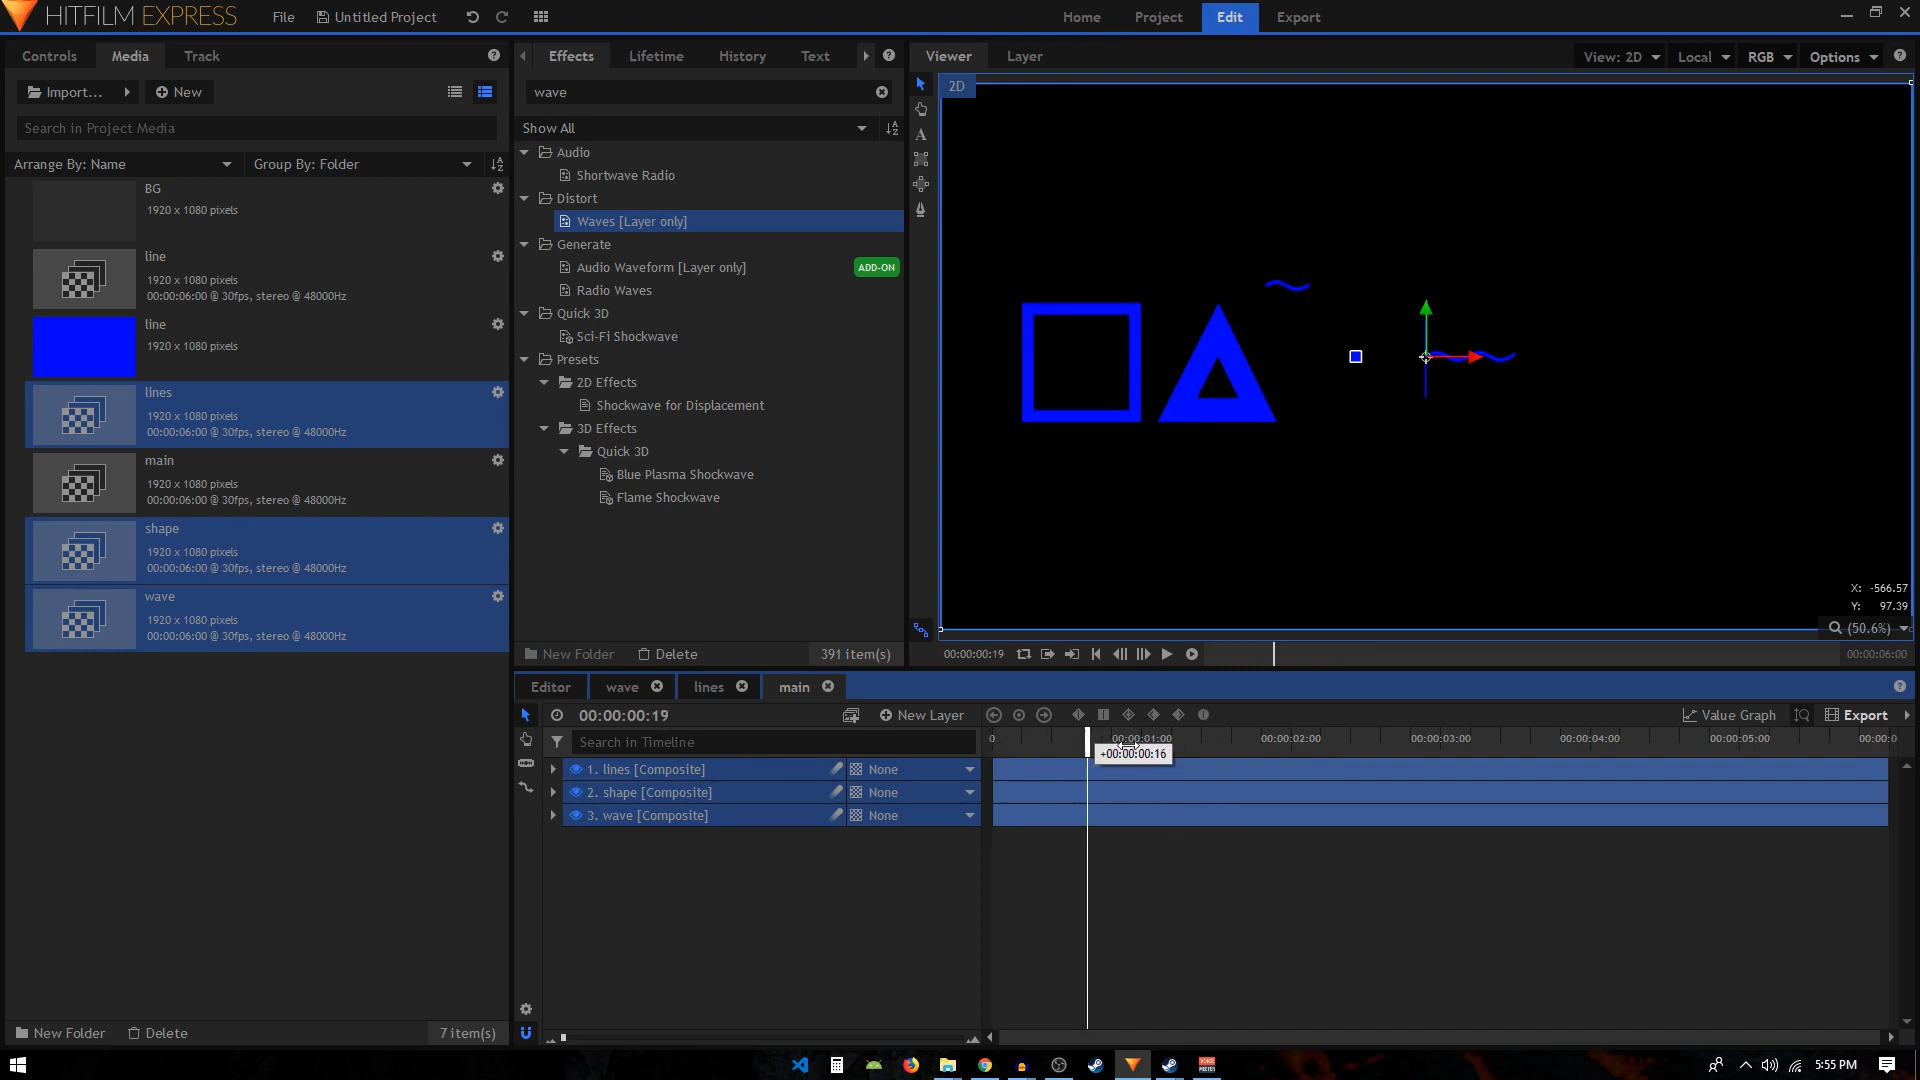 HITFILM EXPRESS
File
Untitled Project
Home
Project
Edit
Export
Controls
Media
Track
Import...
New
Search in Project Media
Arrange By: Name
Group By: Folder
BG
1920 x 1080 pixels
line
1920 x 1080 pixels
00:00:06:00 @ 30fps, stereo @ 48000Hz
line
1920 x 1080 pixels
lines
1920 x 1080 pixels
00:00:06:00 @ 30fps, stereo @ 48000Hz
main
1920 x 1080 pixels
00:00:06:00 @ 30fps, stereo @ 48000Hz
shape
1920 x 1080 pixels
00:00:06:00 @ 30fps, stereo @ 48000Hz
wave
1920 x 1080 pixels
00:00:06:00 @ 30fps, stereo @ 48000Hz
New Folder
Delete
7 item(s)
Effects
Lifetime
History
Text
wave
Show All
Audio
Shortwave Radio
Distort
Waves [Layer only]
Generate
Audio Waveform [Layer only]
ADD-ON
Radio Waves
Quick 3D
Sci-Fi Shockwave
Presets
2D Effects
Shockwave for Displacement
3D Effects
Quick 3D
Blue Plasma Shockwave
Flame Shockwave
New Folder
Delete
391 item(s)
Viewer
Layer
View: 2D
Local
RGB
Options
2D
X: -566.57
Y: 97.39
(50.6%)
00:00:00:19
00:00:06:00
Editor
wave
lines
main
00:00:00:19
New Layer
Value Graph
Export
Search in Timeline
0
00:00:01:00
00:00:02:00
00:00:03:00
00:00:04:00
00:00:05:00
00:00:0
+00:00:00:16
1. lines [Composite]
None
2. shape [Composite]
None
3. wave [Composite]
None
5:55 PM